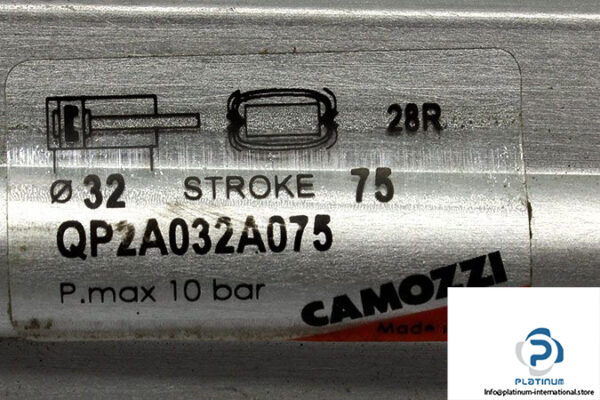 28R
ø 32 STROKE 75
QP2A032A075
P.max 10 bar
CAMOZZI
Made
PLATINUM
Info@platinum-international.store